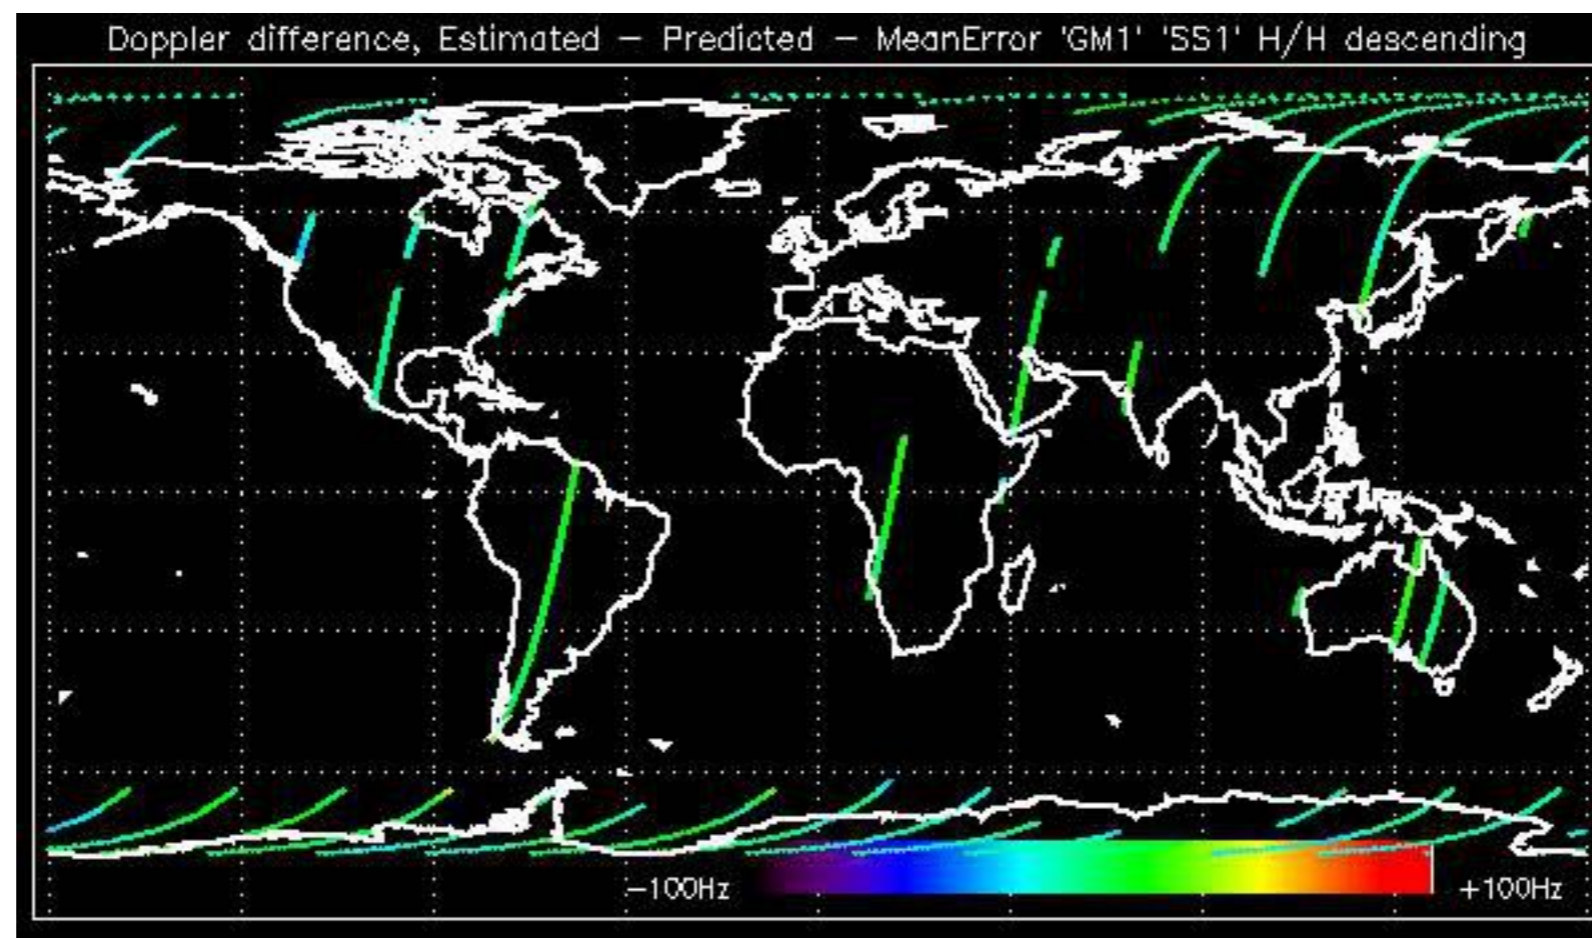 Doppler difference, Estimated − Predicted − MeanError 'GM1' 'SS1' H/H descending
−100Hz
+100Hz